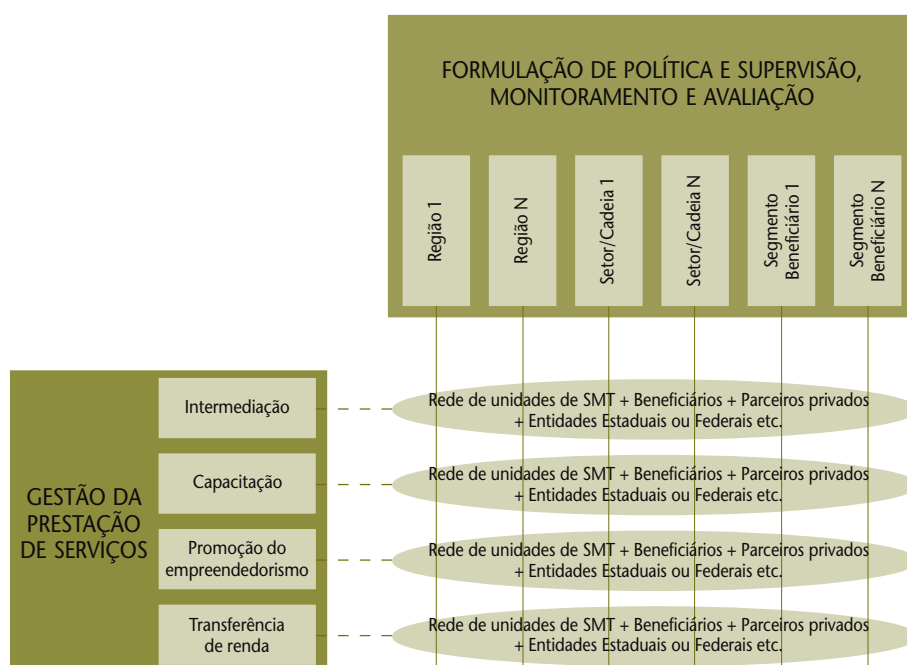 FORMULAÇÃO DE POLÍTICA E SUPERVISÃO,
MONITORAMENTO E AVALIAÇÃO
Região 1
Região N
Setor/Cadeia 1
Setor/Cadeia N
Segmento
Beneficiário 1
Segmento
Beneficiário N
GESTÃO DA
PRESTAÇÃO
DE SERVIÇOS
Intermediação
Rede de unidades de SMT + Beneficiários + Parceiros privados
+ Entidades Estaduais ou Federais etc.
Capacitação
Rede de unidades de SMT + Beneficiários + Parceiros privados
+ Entidades Estaduais ou Federais etc.
Promoção do
empreendedorismo
Rede de unidades de SMT + Beneficiários + Parceiros privados
+ Entidades Estaduais ou Federais etc.
Transferência
de renda
Rede de unidades de SMT + Beneficiários + Parceiros privados
+ Entidades Estaduais ou Federais etc.